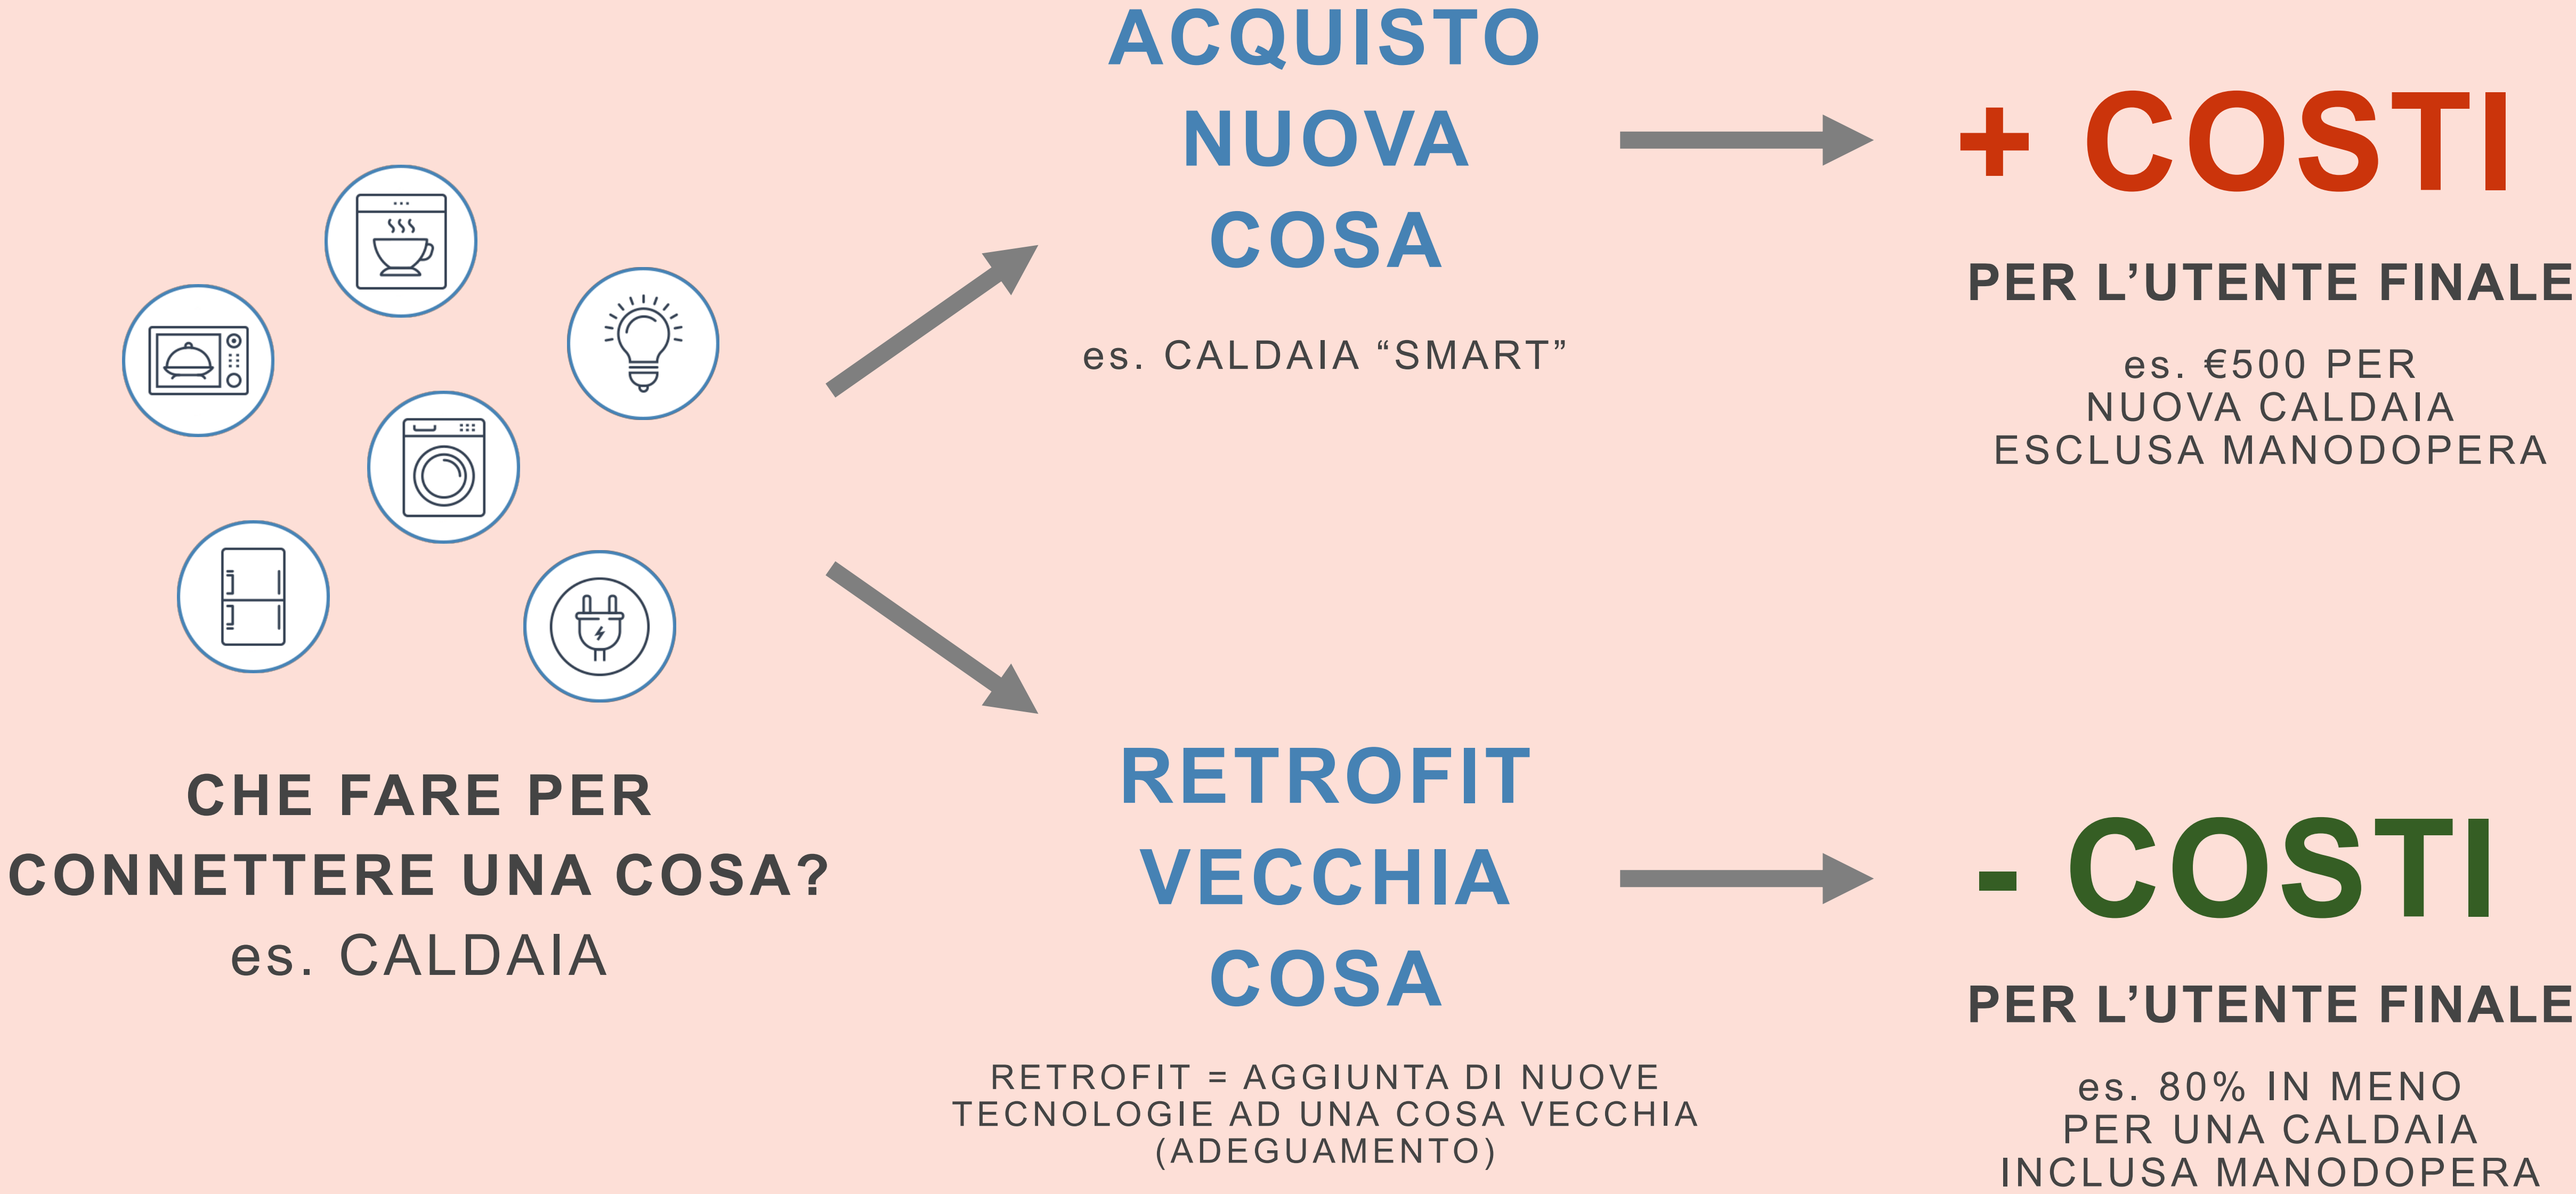 ACQUISTO
NUOVA
COSA
es. CALDAIA “SMART”
+ COSTI
PER L’UTENTE FINALE
es. €500 PER
NUOVA CALDAIA
ESCLUSA MANODOPERA
CHE FARE PER
CONNETTERE UNA COSA?
es. CALDAIA
RETROFIT
VECCHIA
COSA
RETROFIT = AGGIUNTA DI NUOVE
TECNOLOGIE AD UNA COSA VECCHIA
(ADEGUAMENTO)
- COSTI
PER L’UTENTE FINALE
es. 80% IN MENO
PER UNA CALDAIA
INCLUSA MANODOPERA